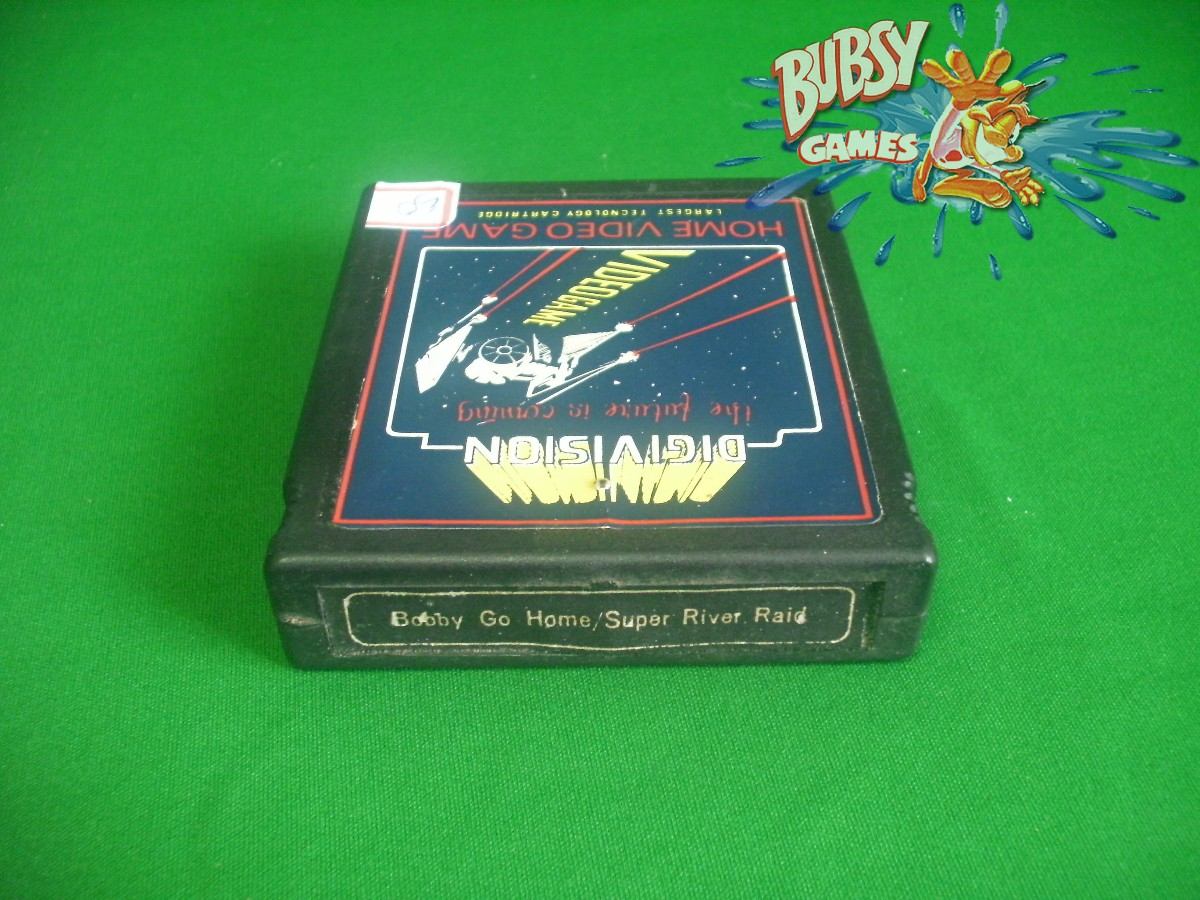 BUBSY
GAMES
LARGEST TECNOLOGY CARTRIDGE
HOME VIDEO GAME
VIDEOGAME
the future is coming
DIGIVISION
Bobby Go Home/Super River Raid